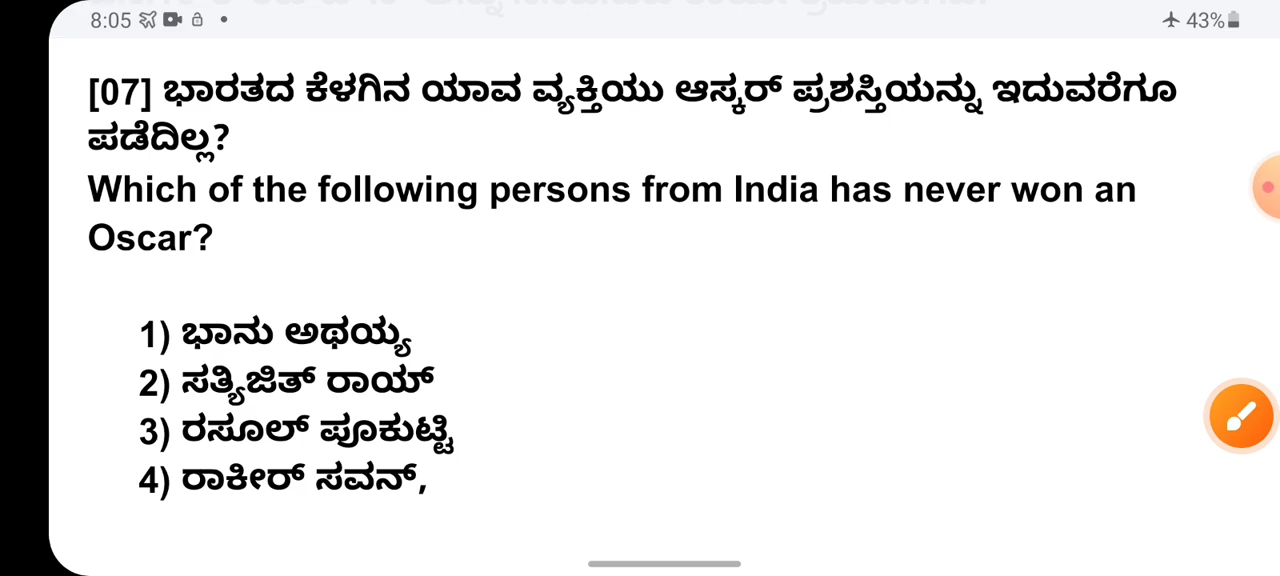 8:05
43%
[07] ಭಾರತದ ಕೆಳಗಿನ ಯಾವ ವ್ಯಕ್ತಿಯು ಆಸ್ಕರ್ ಪ್ರಶಸ್ತಿಯನ್ನು ಇದುವರೆಗೂ
ಪಡೆದಿಲ್ಲ?
Which of the following persons from India has never won an
Oscar?
1) ಭಾನು ಅಥಯ್ಯ
2) ಸತ್ಯಿಜಿತ್ ರಾಯ್
3) ರಸೂಲ್ ಪೂಕುಟ್ಟಿ
4) ರಾಕೀರ್ ಸವನ್,